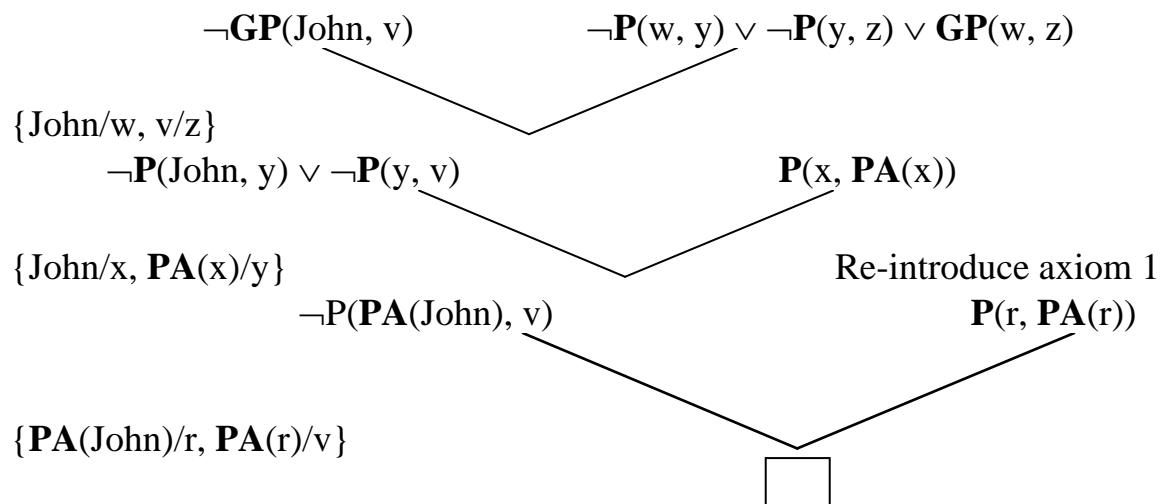 ¬GP(John, v) ¬P(w, y) ∨ ¬P(y, z) ∨ GP(w, z)
{John/w, v/z}
¬P(John, y) ∨ ¬P(y, v) P(x, PA(x))
{John/x, PA(x)/y} Re-introduce axiom 1
¬P(PA(John), v) P(r, PA(r))
{PA(John)/r, PA(r)/v}